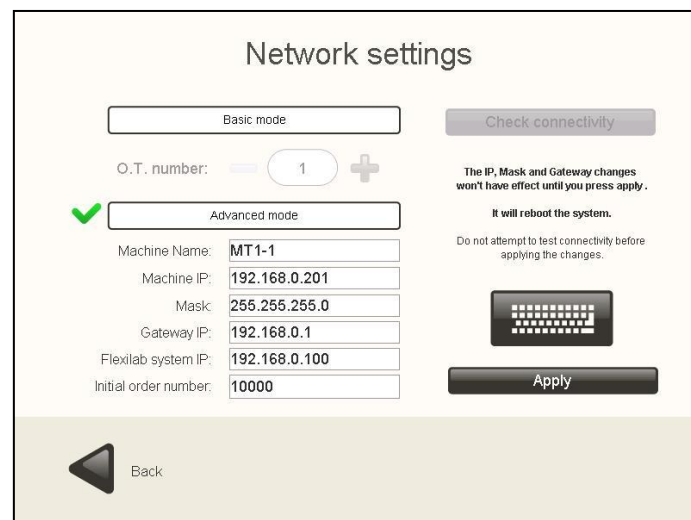 Network settings
Basic mode
O.T. number: 1
Advanced mode
Machine Name: MT1-1
Machine IP: 192.168.0.201
Mask: 255.255.255.0
Gateway IP: 192.168.0.1
Flexilab system IP: 192.168.0.100
Initial order number: 10000
Check connectivity
The IP, Mask and Gateway changes
won't have effect until you press apply .
It will reboot the system.
Do not attempt to test connectivity before
applying the changes.
Apply
Back